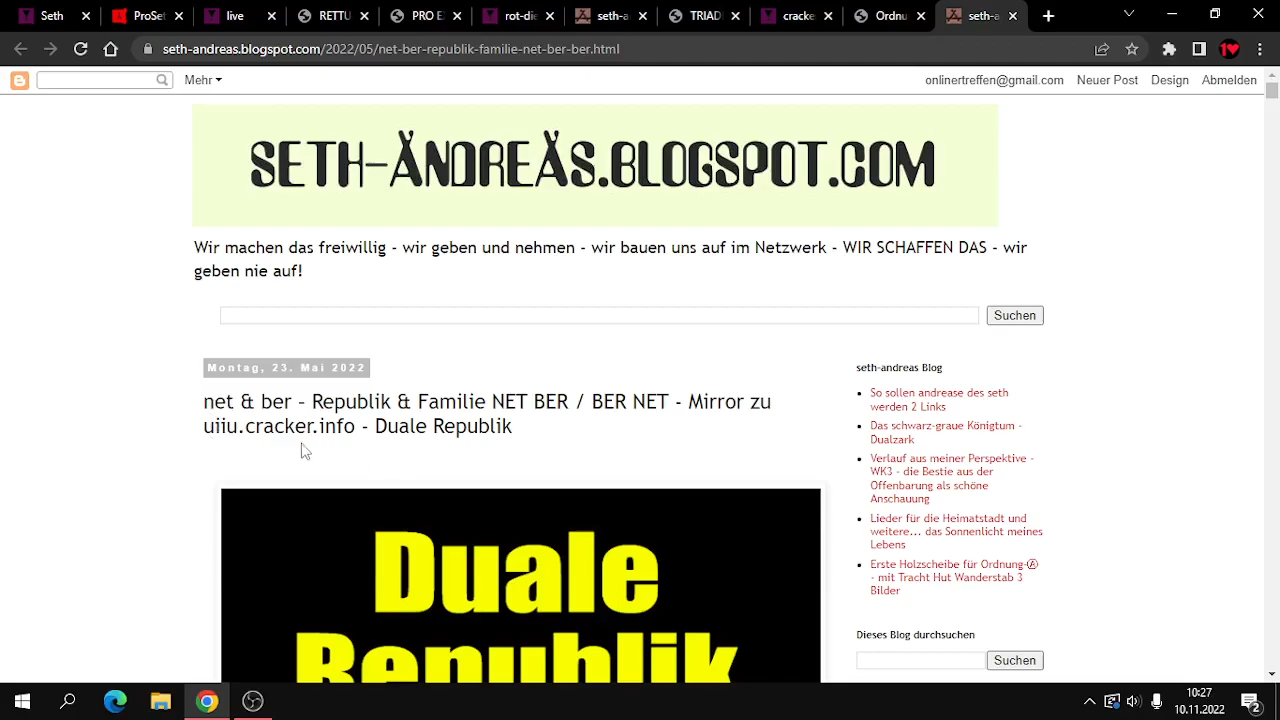 Seth
ProSet
live
RETTU
PRO E
rot-die
seth-a
TRIAD
cracke
Ordnu
seth-a
seth-andreas.blogspot.com/2022/05/net-ber-republik-familie-net-ber-ber.html
Mehr
onlinertreffen@gmail.com Neuer Post Design Abmelden
SETH-ÄNDREÄS.BLOGSPOT.COM
Wir machen das freiwillig - wir geben und nehmen - wir bauen uns auf im Netzwerk - WIR SCHAFFEN DAS - wir
geben nie auf!
Suchen
Montag, 23. Mai 2022
net & ber - Republik & Familie NET BER / BER NET - Mirror zu
uiiu.cracker.info - Duale Republik
Duale
Republik
seth-andreas Blog
So sollen andrease des seth
werden 2 Links
Das schwarz-graue Königtum -
Dualzark
Verlauf aus meiner Perspektive -
WK3 - die Bestie aus der
Offenbarung als schöne
Anschauung
Lieder für die Heimatstadt und
weitere... das Sonnenlicht meines
Lebens
Erste Holzscheibe für Ordnung-Ⓐ
- mit Tracht Hut Wanderstab 3
Bilder
Dieses Blog durchsuchen
Suchen
10:27
10.11.2022
2